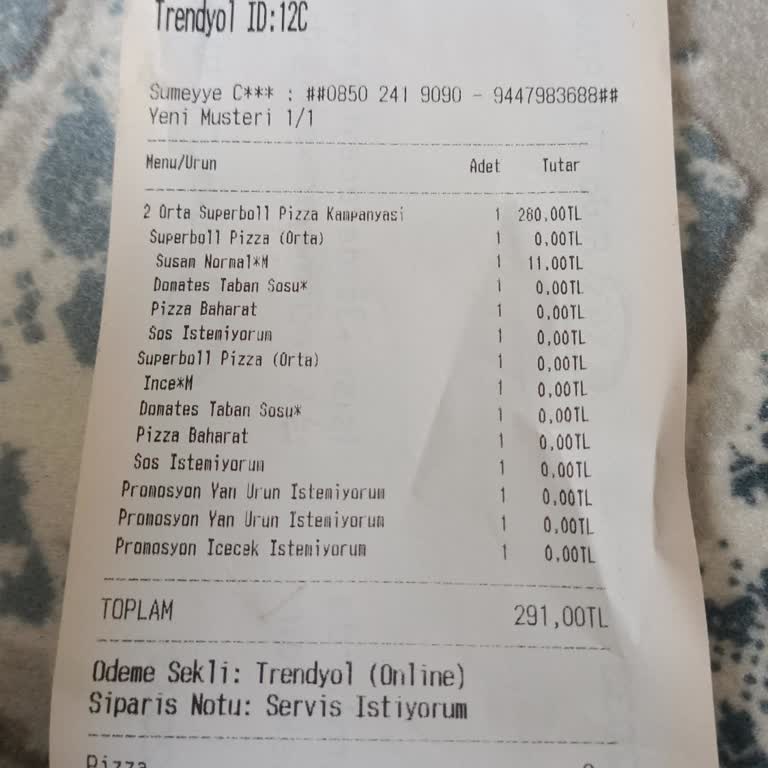 Trendyol ID:12C
Sumeyye C*** : ##0850 241 9090 - 9447983688##
Yeni Musteri 1/1
Menu/Urun Adet Tutar
2 Orta Superboll Pizza Kampanyasi 1 280,00TL
Superboll Pizza (Orta) 1 0,00TL
Susam Normal*M 1 11,00TL
Domates Taban Sosu* 1 0,00TL
Pizza Baharat 1 0,00TL
Sos Istemiyorum 1 0,00TL
Superboll Pizza (Orta) 1 0,00TL
Ince*M 1 0,00TL
Domates Taban Sosu* 1 0,00TL
Pizza Baharat 1 0,00TL
Sos Istemiyorum 1 0,00TL
Promosyon Yan Urun Istemiyorum 1 0,00TL
Promosyon Yan Urun Istemiyorum 1 0,00TL
Promosyon Icecek Istemiyorum 1 0,00TL
TOPLAM 291,00TL
Odeme Sekli: Trendyol (Online)
Siparis Notu: Servis Istiyorum
Pizza